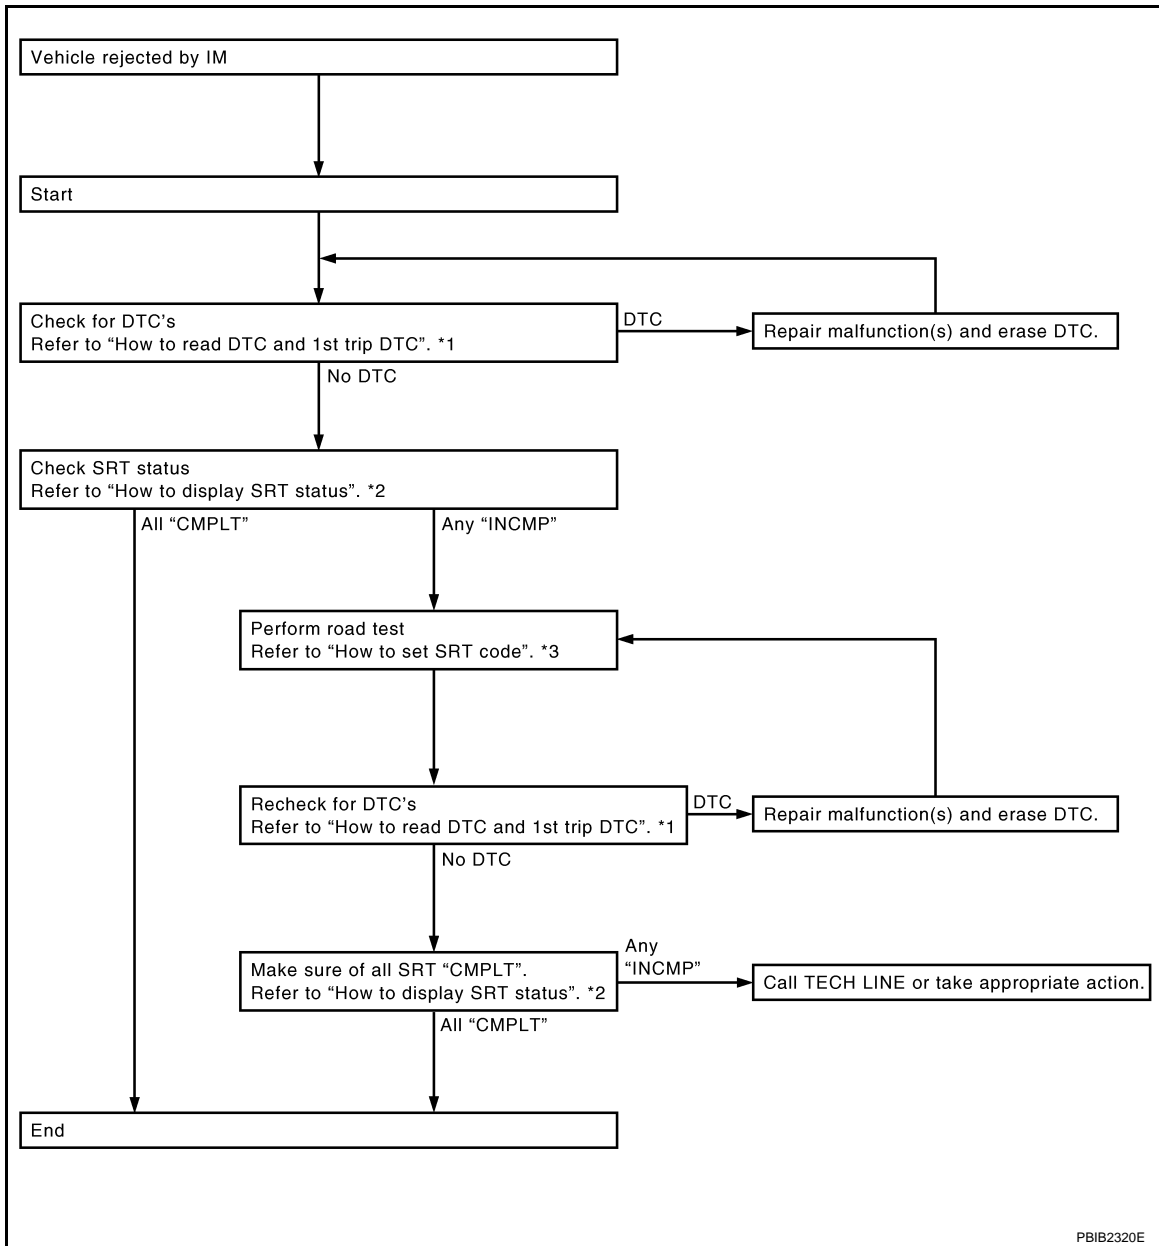 Vehicle rejected by IM
Start
Check for DTC's
Refer to “How to read DTC and 1st trip DTC”. *1
DTC
Repair malfunction(s) and erase DTC.
No DTC
Check SRT status
Refer to “How to display SRT status”. *2
All “CMPLT”
Any “INCMP”
Perform road test
Refer to “How to set SRT code”. *3
Recheck for DTC's
Refer to “How to read DTC and 1st trip DTC”. *1
DTC
Repair malfunction(s) and erase DTC.
No DTC
Make sure of all SRT “CMPLT”.
Refer to “How to display SRT status”. *2
Any
“INCMP”
Call TECH LINE or take appropriate action.
All “CMPLT”
End
PBIB2320E